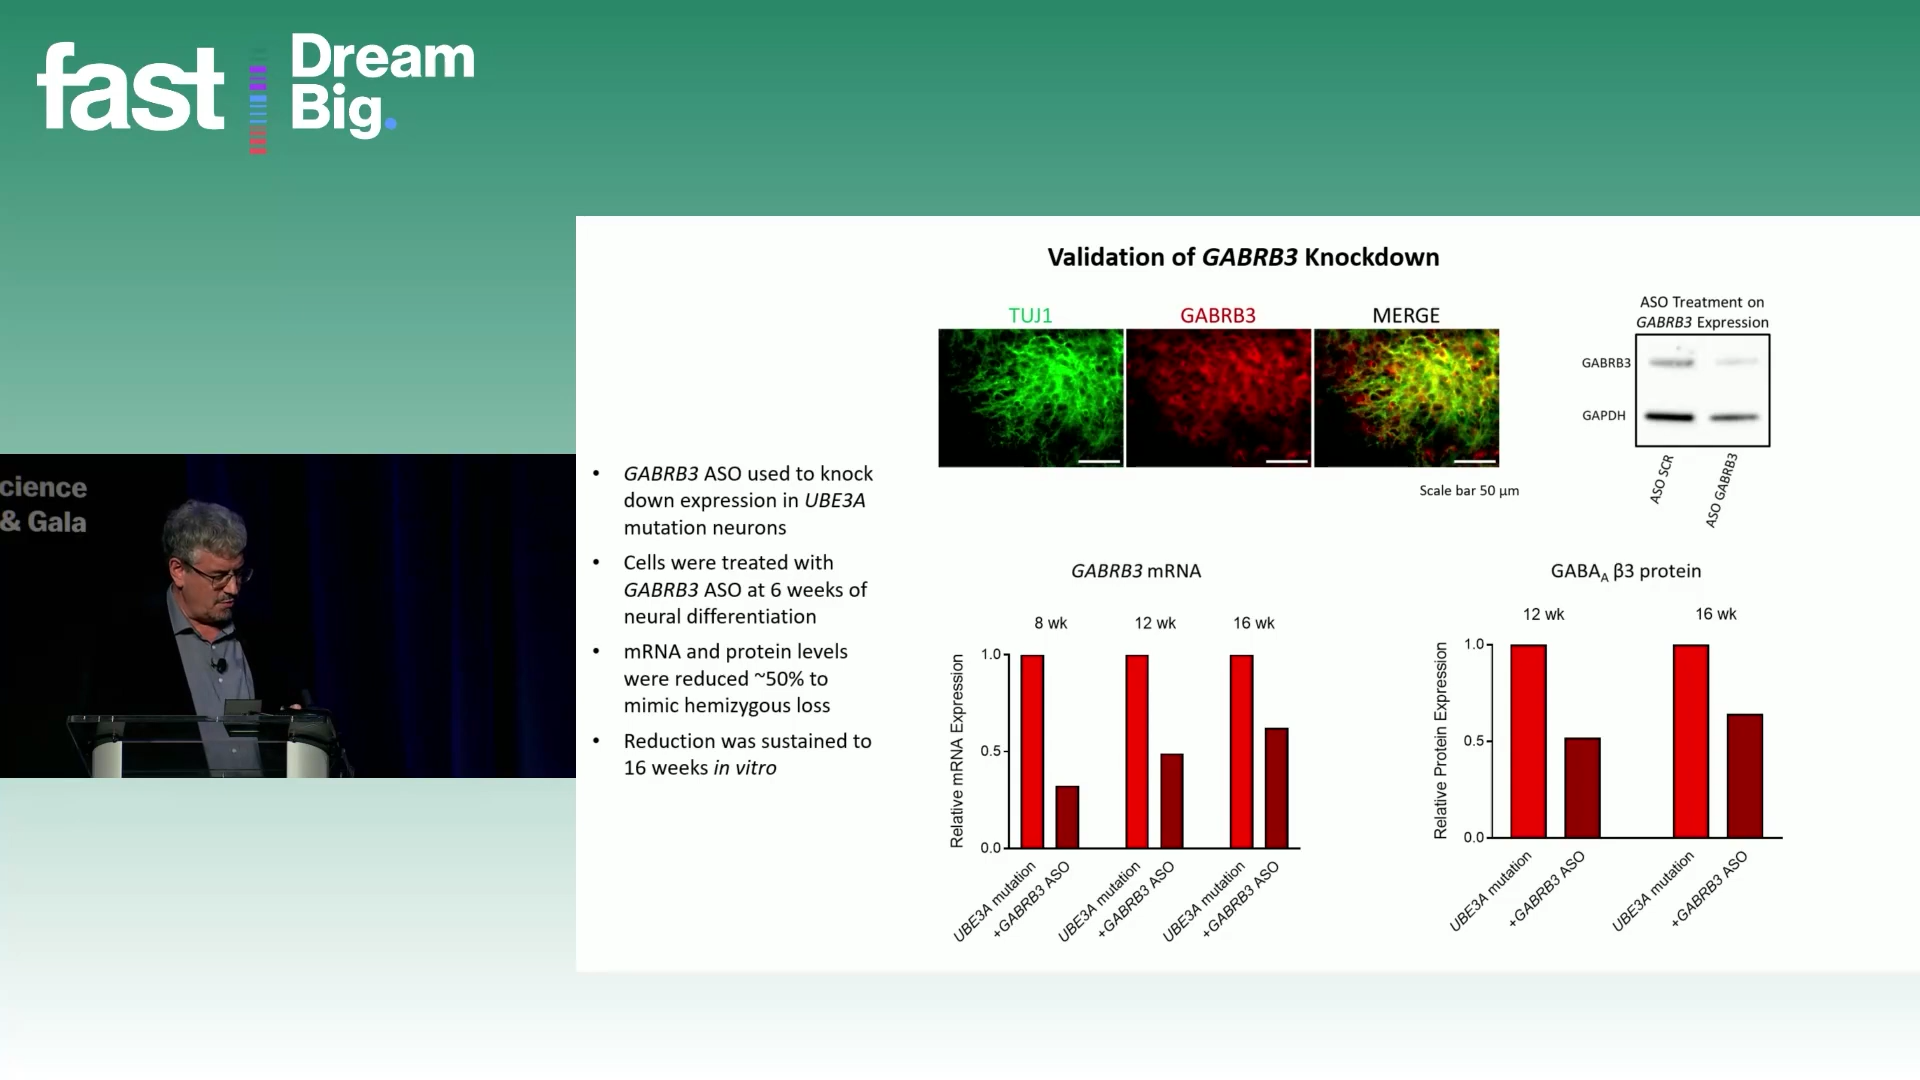 fast
Dream
Big.
cience
& Gala
Validation of GABRB3 Knockdown
TUJ1
GABRB3
MERGE
Scale bar 50 µm
ASO Treatment on
GABRB3 Expression
GABRB3
GAPDH
ASO SCR
ASO GABRB3
• GABRB3 ASO used to knock
down expression in UBE3A
mutation neurons
• Cells were treated with
GABRB3 ASO at 6 weeks of
neural differentiation
• mRNA and protein levels
were reduced ~50% to
mimic hemizygous loss
• Reduction was sustained to
16 weeks in vitro
GABRB3 mRNA
8 wk
12 wk
16 wk
Relative mRNA Expression
1.0
0.5
0.0
UBE3A mutation
+GABRB3 ASO
UBE3A mutation
+GABRB3 ASO
UBE3A mutation
+GABRB3 ASO
GABAA β3 protein
12 wk
16 wk
Relative Protein Expression
1.0
0.5
0.0
UBE3A mutation
+GABRB3 ASO
UBE3A mutation
+GABRB3 ASO